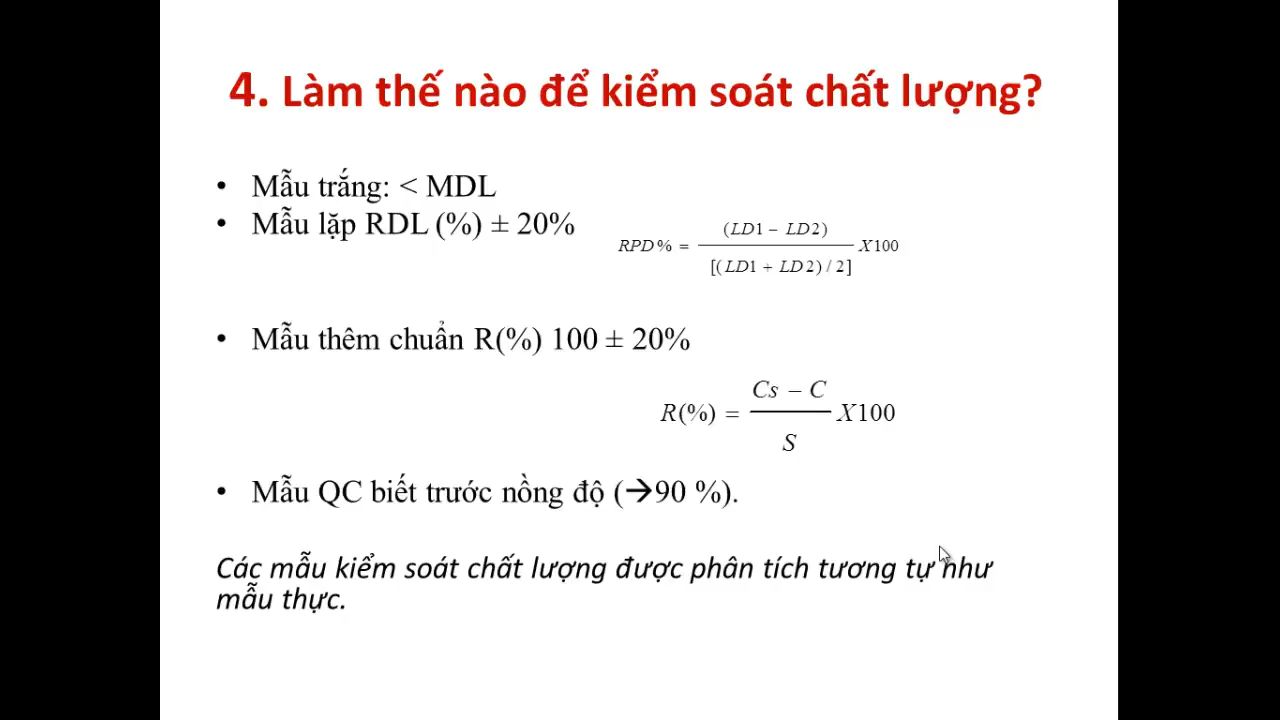 4. Làm thế nào để kiểm soát chất lượng?
• Mẫu trắng: < MDL
• Mẫu lặp RDL (%) ± 20%
RPD% = (LD1 – LD2) / [(LD1 + LD2) / 2] X100
• Mẫu thêm chuẩn R(%) 100 ± 20%
R(%) = Cs – C / S X100
• Mẫu QC biết trước nồng độ (→90 %).
Các mẫu kiểm soát chất lượng được phân tích tương tự như
mẫu thực.